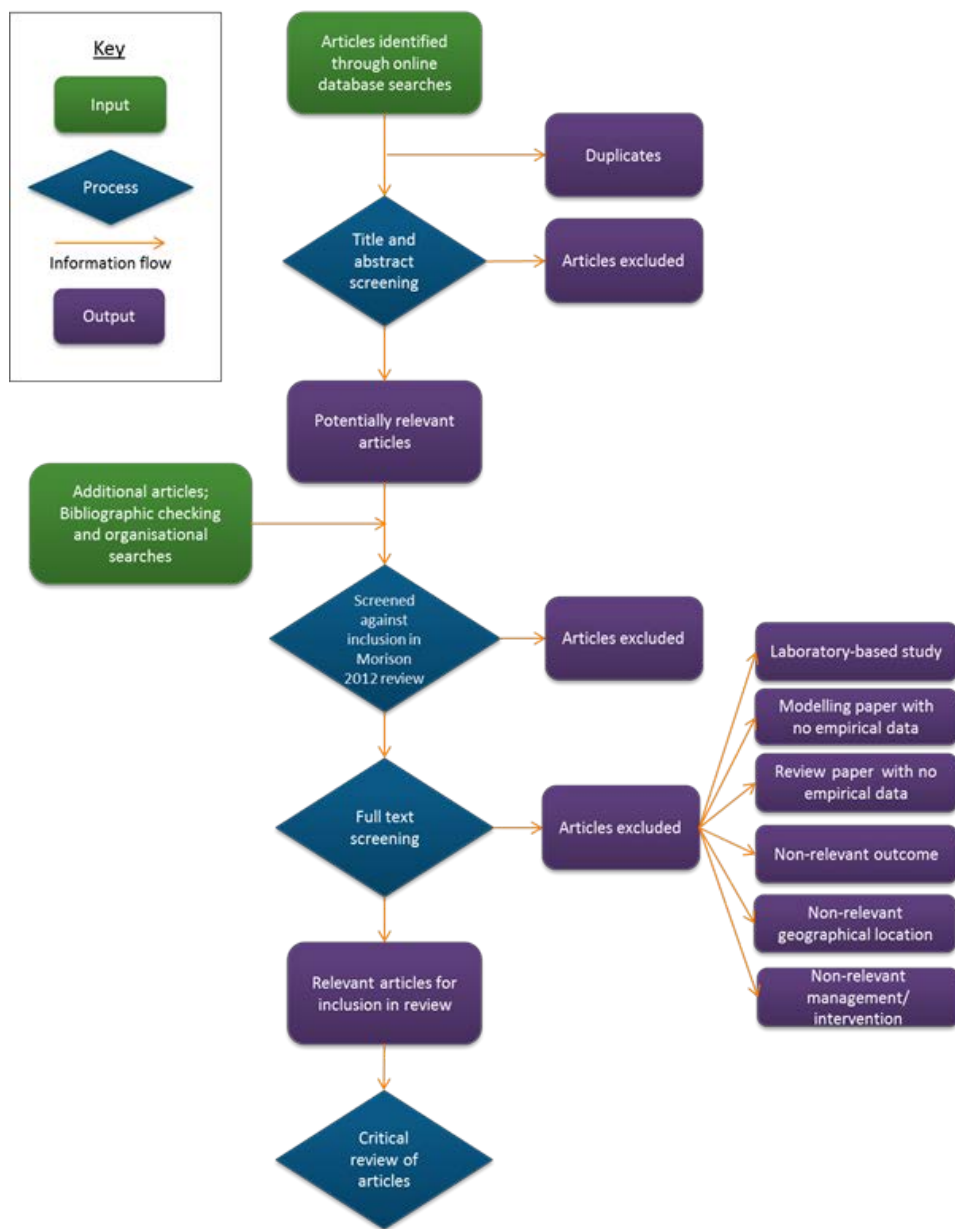 Key
Input
Process
Information flow
Output
Articles identified
through online
database searches
Duplicates
Title and
abstract
screening
Articles excluded
Potentially relevant
articles
Additional articles;
Bibliographic checking
and organisational
searches
Screened
against
inclusion in
Morison
2012 review
Articles excluded
Full text
screening
Articles excluded
Laboratory-based study
Modelling paper with
no empirical data
Review paper with no
empirical data
Non-relevant outcome
Non-relevant
geographical location
Non-relevant
management/
intervention
Relevant articles for
inclusion in review
Critical
review of
articles